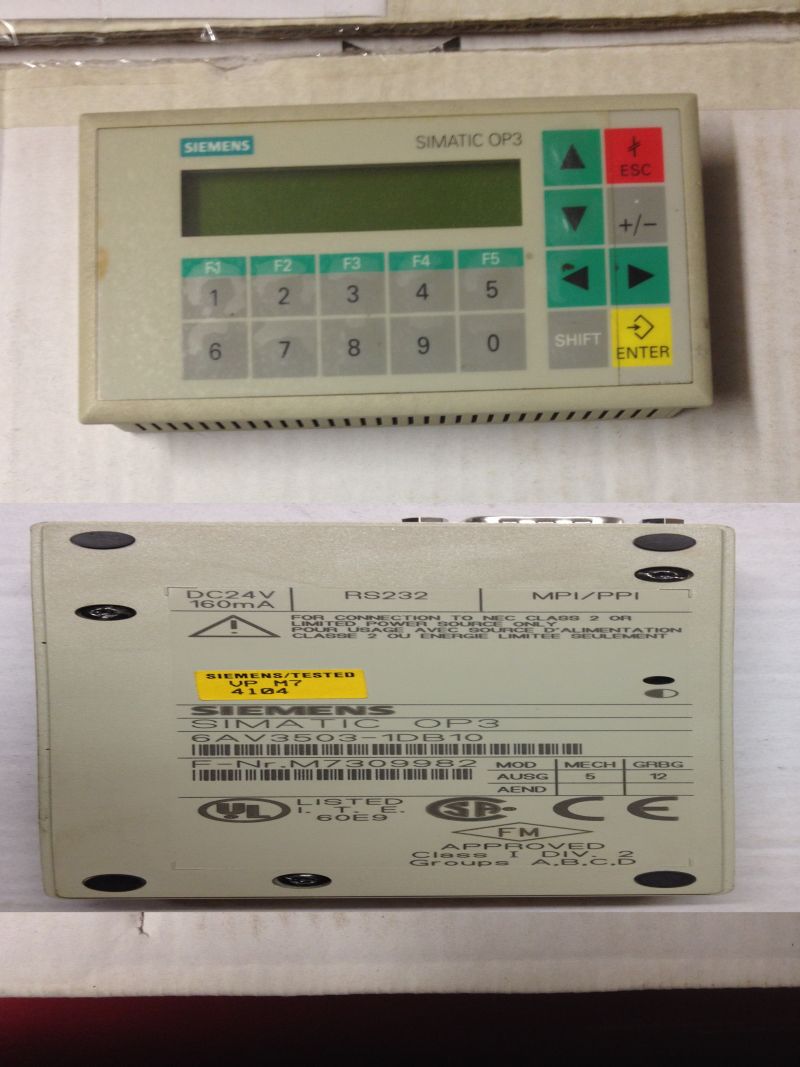 SIEMENS
SIMATIC OP3
ESC
+/-
F1 F2 F3 F4 F5
1 2 3 4 5
6 7 8 9 0
SHIFT
ENTER
DC24V
160mA
RS232
MPI/PPI
FOR CONNECTION TO NEC CLASS 2 OR
LIMITED POWER SOURCE ONLY
POUR USAGE AVEC SOURCE D'ALIMENTATION
CLASSE 2 OU ENERGIE LIMITEE SEULEMENT
SIEMENS/TESTED
VP M7
4104
SIEMENS
SIMATIC OP3
6AV3503-1DB10
F-Nr.M7309982
MOD MECH GRBG
AUSG 5 12
AEND
UL
LISTED
I. T. E.
60E9
SA
CE
FM
APPROVED
Class I DIV. 2
Groups A,B,C,D